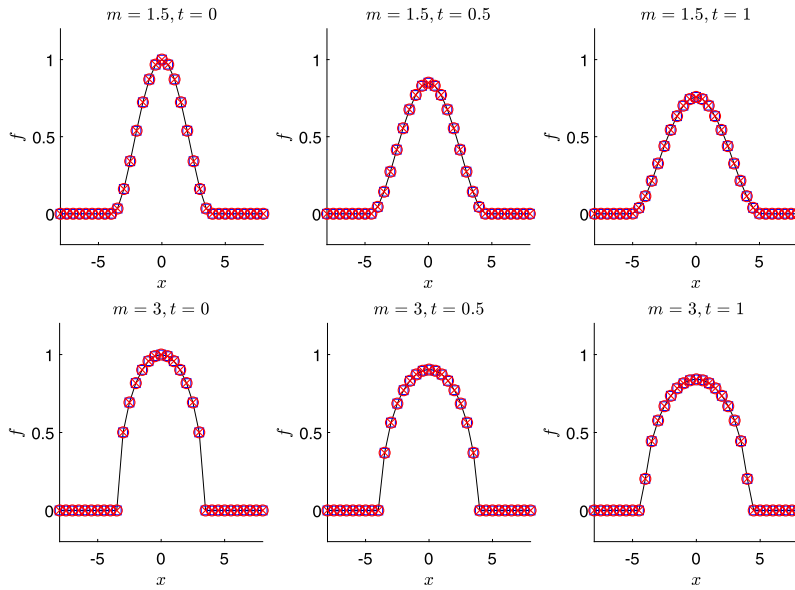 m = 1.5, t = 0
m = 1.5, t = 0.5
m = 1.5, t = 1
1
0.5
0
f
-5
0
5
x
1
0.5
0
f
-5
0
5
x
1
0.5
0
f
-5
0
5
x
m = 3, t = 0
m = 3, t = 0.5
m = 3, t = 1
1
0.5
0
f
-5
0
5
x
1
0.5
0
f
-5
0
5
x
1
0.5
0
f
-5
0
5
x